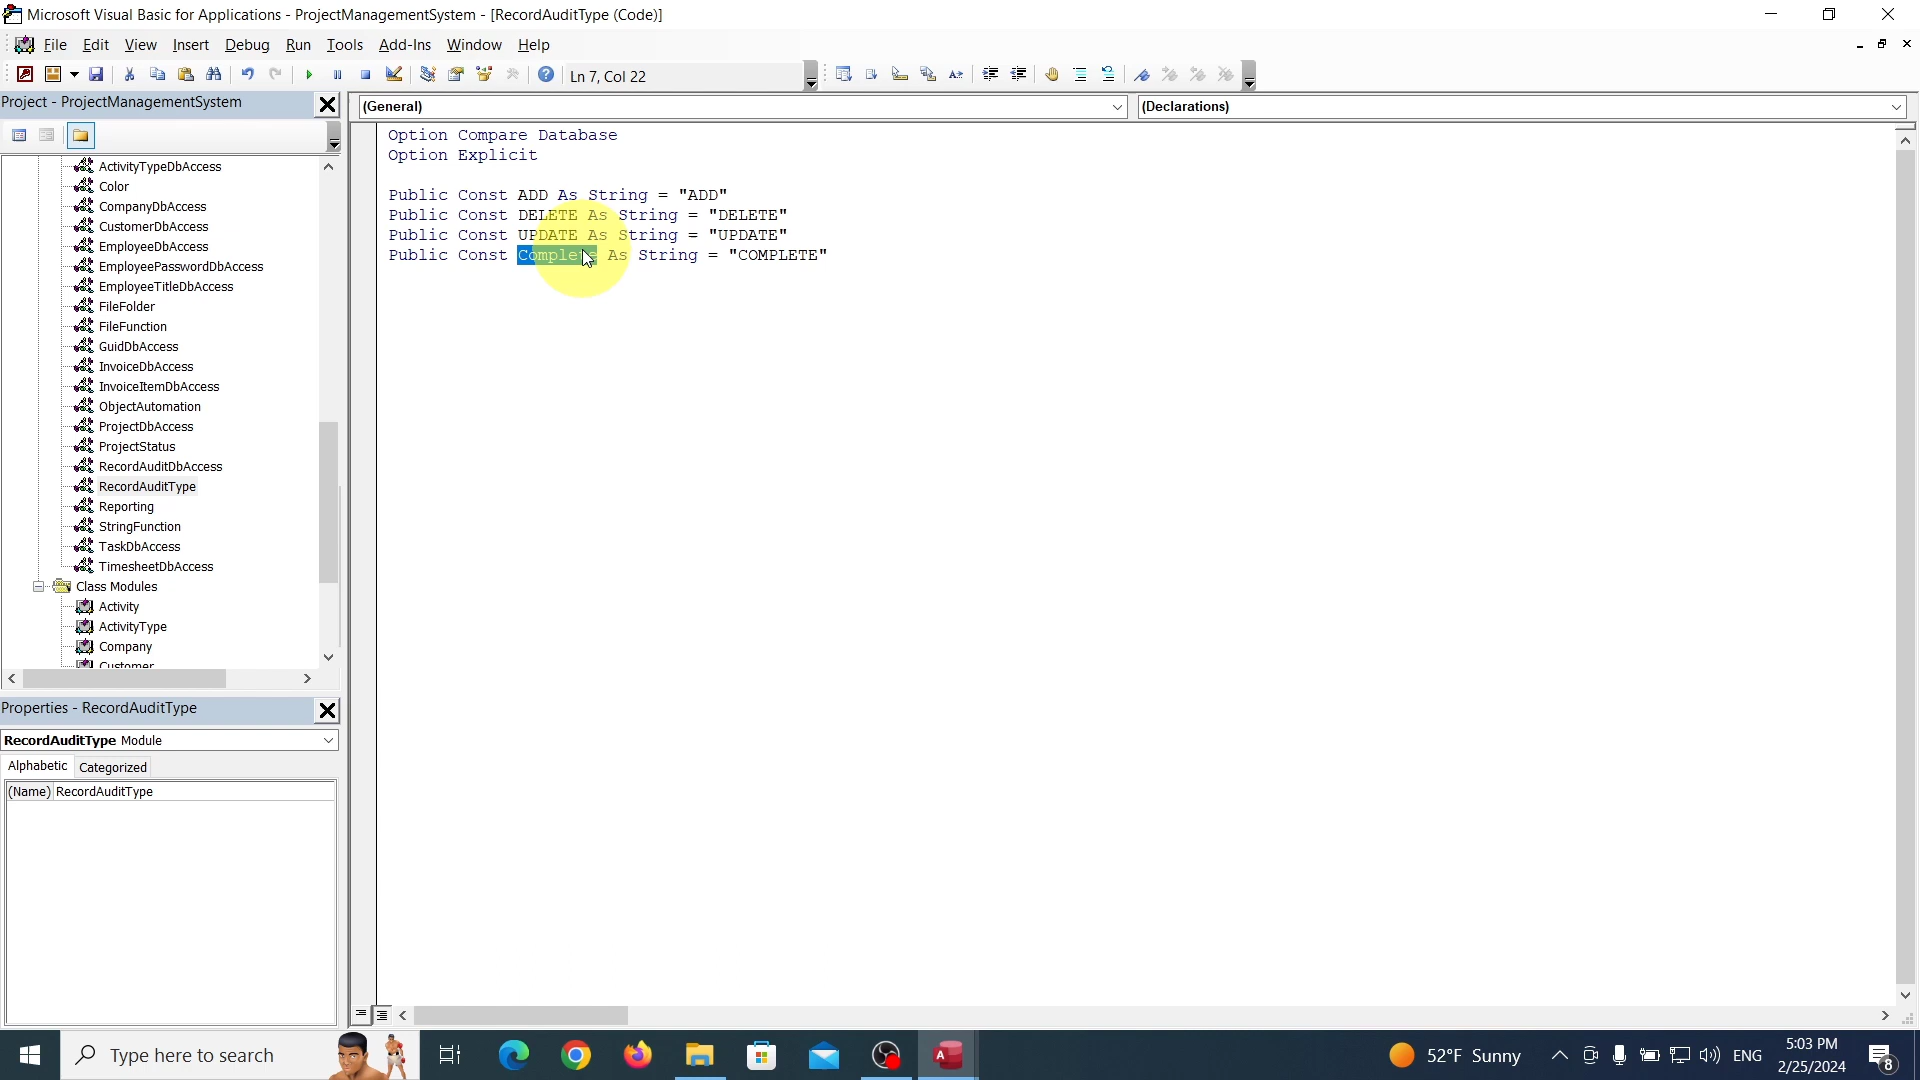 Microsoft Visual Basic for Applications - ProjectManagementSystem - [RecordAuditType (Code)]
File Edit View Insert Debug Run Tools Add-Ins Window Help
Ln 7, Col 22
Project - ProjectManagementSystem
(General)
(Declarations)
ActivityTypeDbAccess
Color
CompanyDbAccess
CustomerDbAccess
EmployeeDbAccess
EmployeePasswordDbAccess
EmployeeTitleDbAccess
FileFolder
FileFunction
GuidDbAccess
InvoiceDbAccess
InvoiceItemDbAccess
ObjectAutomation
ProjectDbAccess
ProjectStatus
RecordAuditDbAccess
RecordAuditType
Reporting
StringFunction
TaskDbAccess
TimesheetDbAccess
Class Modules
Activity
ActivityType
Company
Customer
Option Compare Database
Option Explicit
Public Const ADD As String = "ADD"
Public Const DELETE As String = "DELETE"
Public Const UPDATE As String = "UPDATE"
Public Const Complete As String = "COMPLETE"
Properties - RecordAuditType
RecordAuditType Module
Alphabetic Categorized
(Name) RecordAuditType
Type here to search
52°F Sunny
ENG
5:03 PM
2/25/2024
8